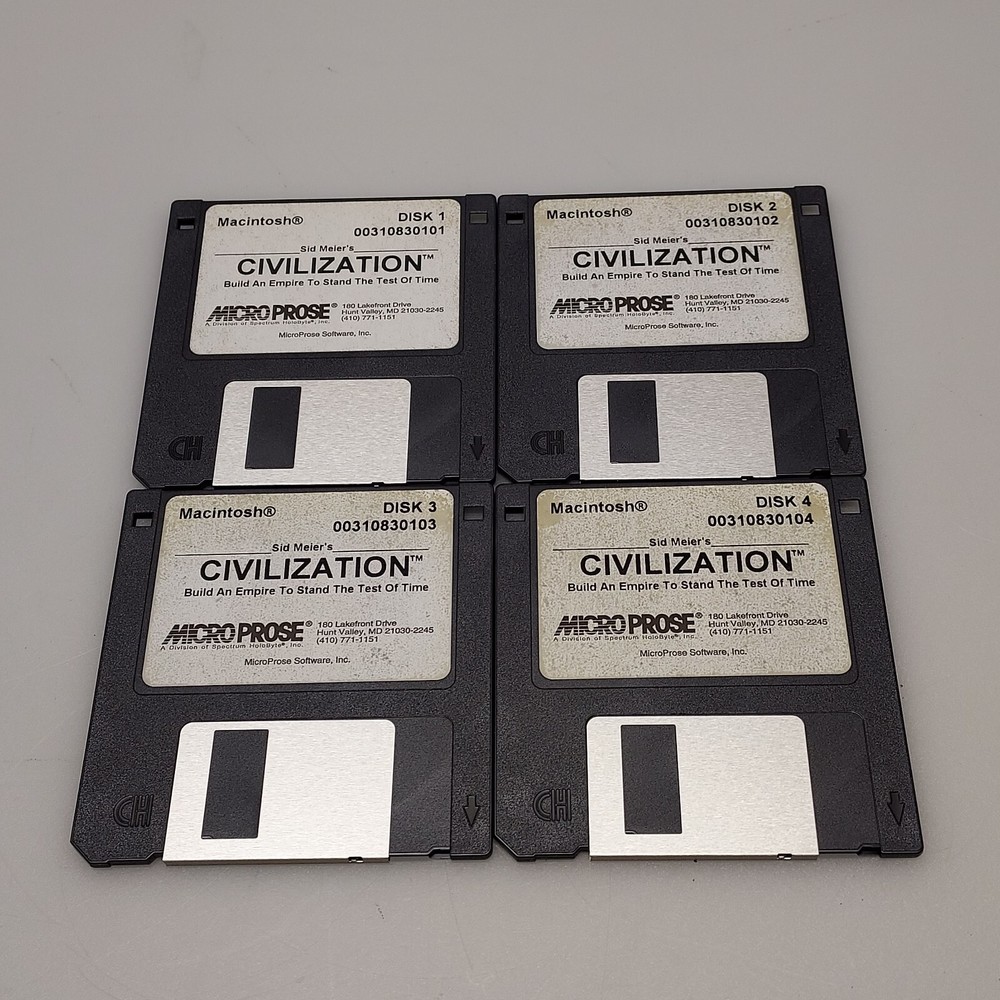 Macintosh® DISK 1
00310830101
Sid Meier's
CIVILIZATION™
Build An Empire To Stand The Test Of Time
MICROPROSE® 180 Lakefront Drive
Hunt Valley, MD 21030-2245
A Division of Spectrum HoloByte®, Inc. (410) 771-1151
MicroProse Software, Inc.
HD
Macintosh® DISK 2
00310830102
Sid Meier's
CIVILIZATION™
Build An Empire To Stand The Test Of Time
MICROPROSE® 180 Lakefront Drive
Hunt Valley, MD 21030-2245
A Division of Spectrum HoloByte®, Inc. (410) 771-1151
MicroProse Software, Inc.
HD
Macintosh® DISK 3
00310830103
Sid Meier's
CIVILIZATION™
Build An Empire To Stand The Test Of Time
MICROPROSE® 180 Lakefront Drive
Hunt Valley, MD 21030-2245
A Division of Spectrum HoloByte®, Inc. (410) 771-1151
MicroProse Software, Inc.
HD
Macintosh® DISK 4
00310830104
Sid Meier's
CIVILIZATION™
Build An Empire To Stand The Test Of Time
MICROPROSE® 180 Lakefront Drive
Hunt Valley, MD 21030-2245
A Division of Spectrum HoloByte®, Inc. (410) 771-1151
MicroProse Software, Inc.
HD